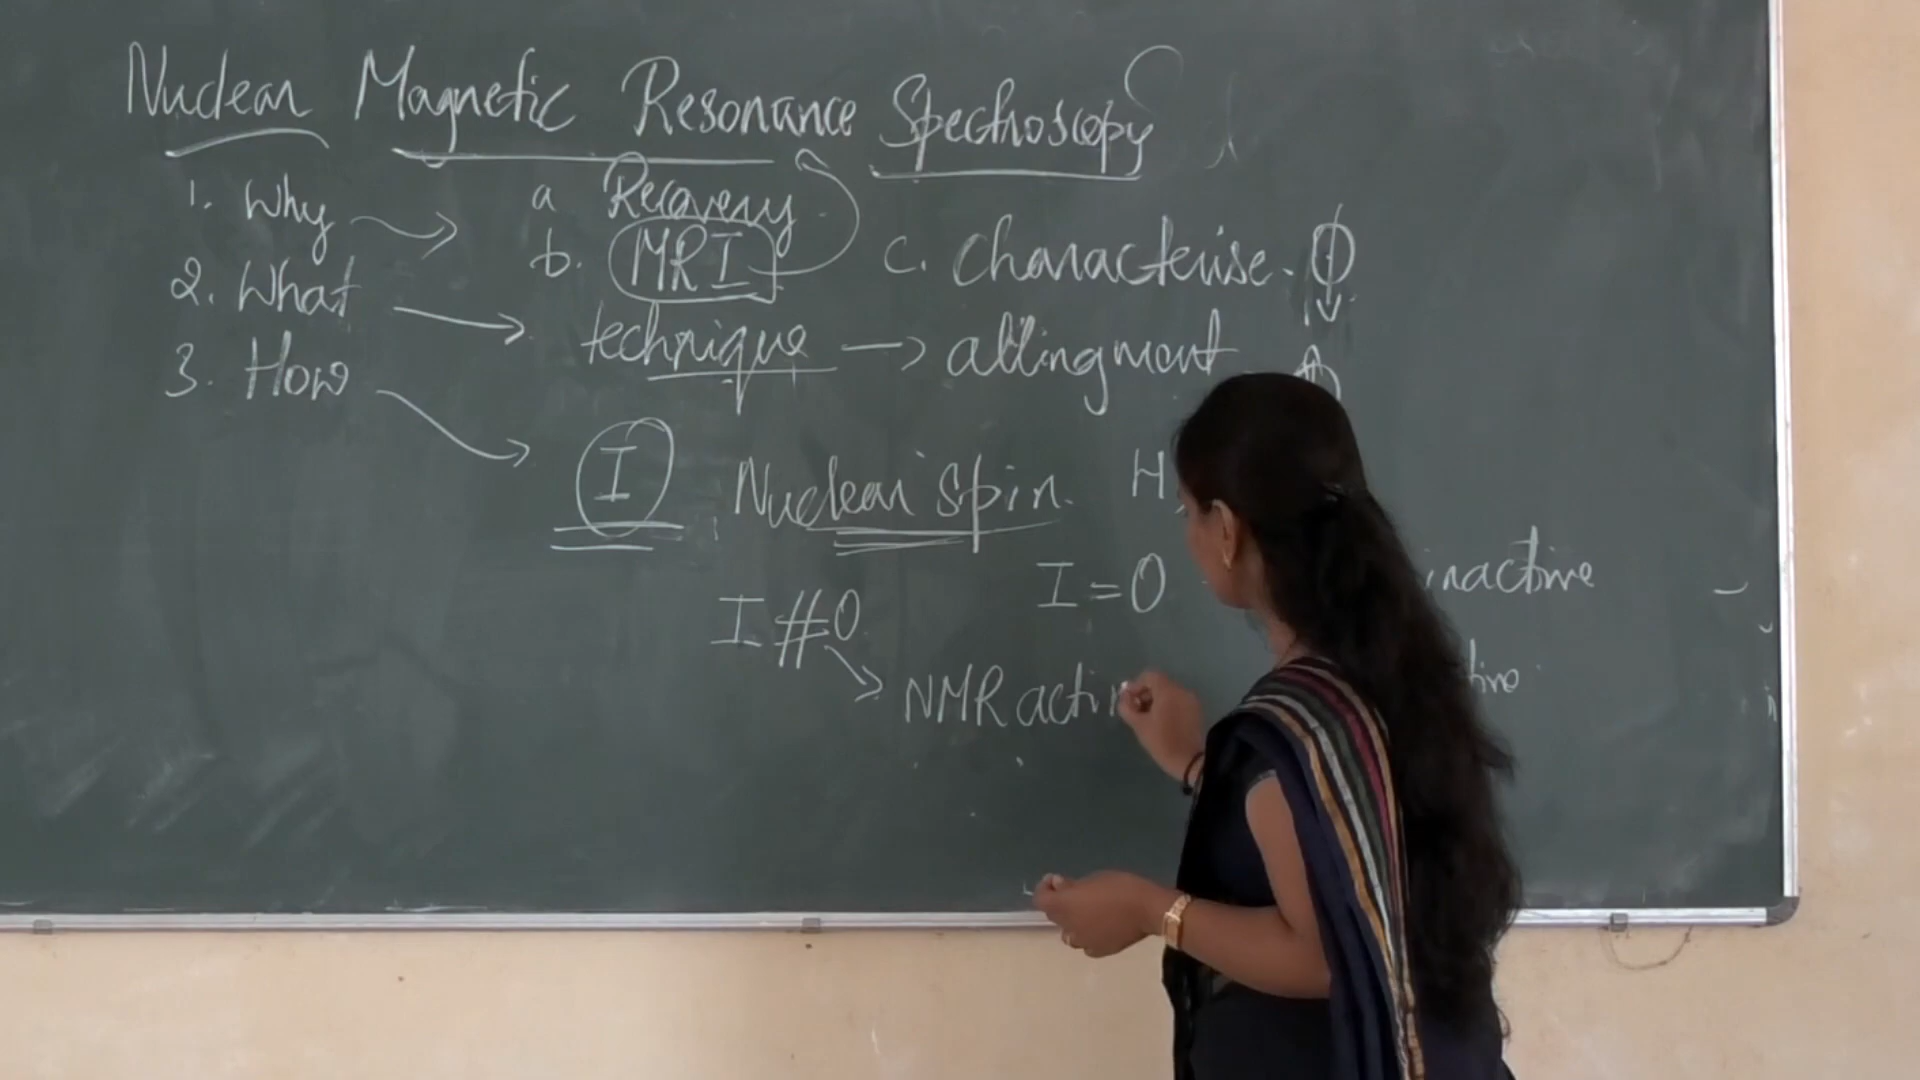 Nuclear Magnetic Resonance Spectroscopy
1. Why a Recovery
b. MRI c. Characterise.
2. What technique → allingment
3. How
I Nuclear spin. H
I = 0 inactive
I # 0
NMR acti